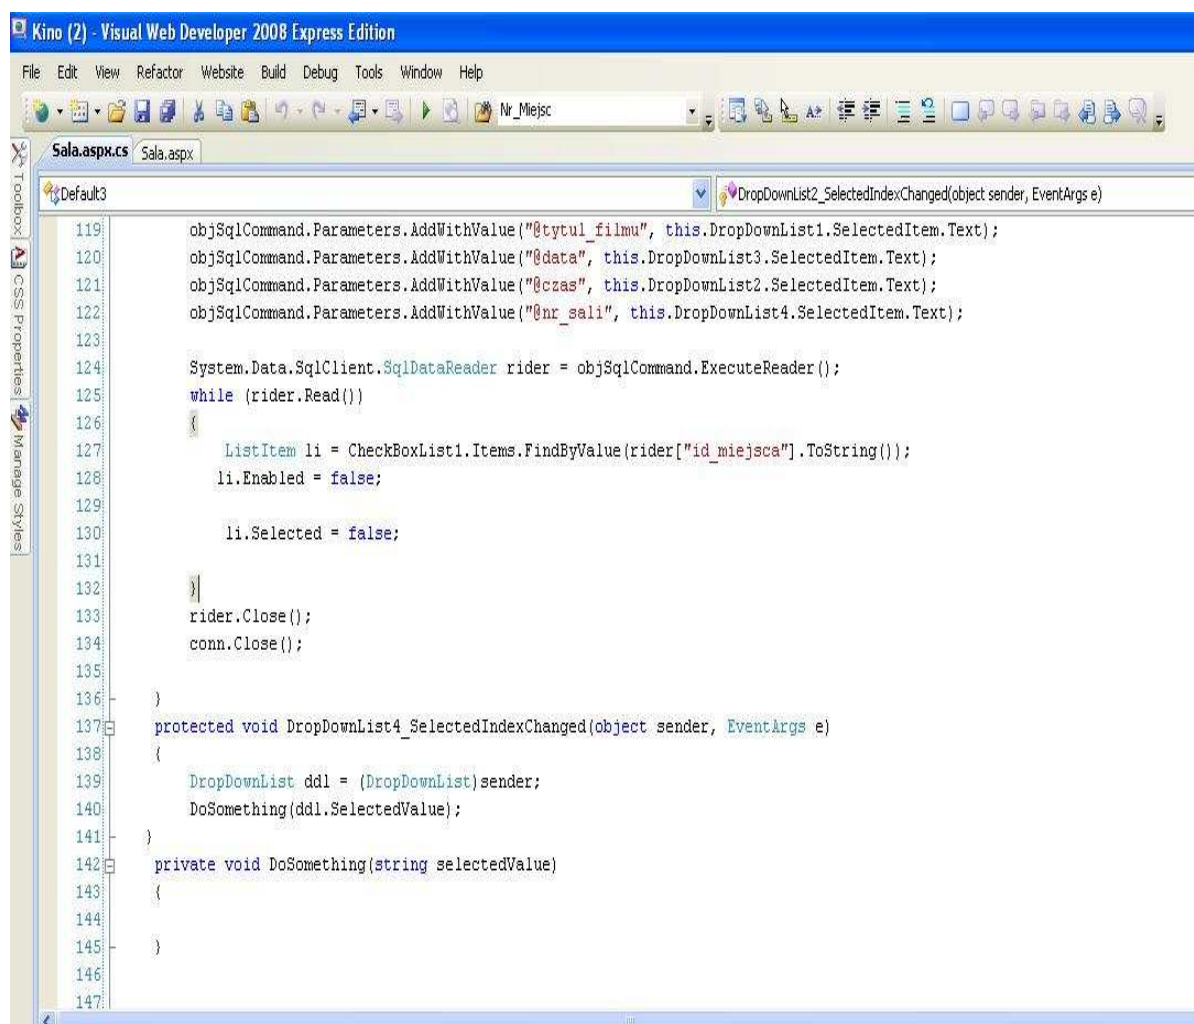 Kino (2) - Visual Web Developer 2008 Express Edition
File Edit View Refactor Website Build Debug Tools Window Help
Nr_Miejsc
Sala.aspx.cs Sala.aspx
Default3 DropDownList2_SelectedIndexChanged(object sender, EventArgs e)
Toolbox
CSS Properties
Manage Styles
119 objSqlCommand.Parameters.AddWithValue("@tytul_filmu", this.DropDownList1.SelectedItem.Text);
120 objSqlCommand.Parameters.AddWithValue("@data", this.DropDownList3.SelectedItem.Text);
121 objSqlCommand.Parameters.AddWithValue("@czas", this.DropDownList2.SelectedItem.Text);
122 objSqlCommand.Parameters.AddWithValue("@nr_sali", this.DropDownList4.SelectedItem.Text);
123
124 System.Data.SqlClient.SqlDataReader rider = objSqlCommand.ExecuteReader();
125 while (rider.Read())
126 {
127 ListItem li = CheckBoxList1.Items.FindByValue(rider["id_miejsca"].ToString());
128 li.Enabled = false;
129
130 li.Selected = false;
131
132 }
133 rider.Close();
134 conn.Close();
135
136 }
137 protected void DropDownList4_SelectedIndexChanged(object sender, EventArgs e)
138 {
139 DropDownList ddl = (DropDownList)sender;
140 DoSomething(ddl.SelectedValue);
141 }
142 private void DoSomething(string selectedValue)
143 {
144
145 }
146
147